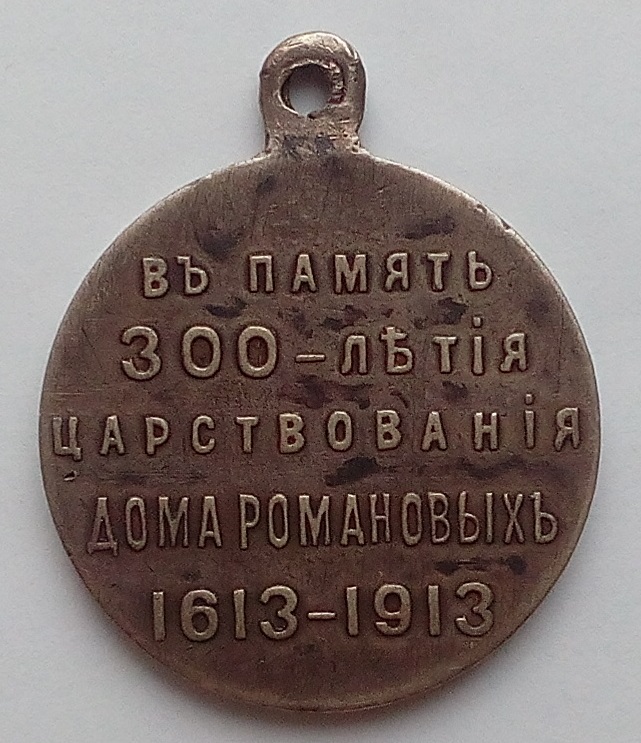 ВЪ ПАМЯТЬ
300-ЛѢТІЯ
ЦАРСТВОВАНІЯ
ДОМА РОМАНОВЫХЪ
1613-1913